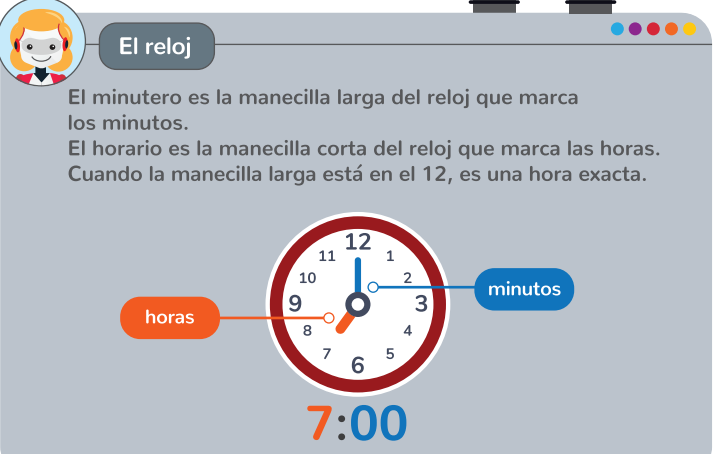 El reloj
El minutero es la manecilla larga del reloj que marca
los minutos.
El horario es la manecilla corta del reloj que marca las horas.
Cuando la manecilla larga está en el 12, es una hora exacta.
12
11
1
10
2
minutos
9
3
horas
8
4
7
5
6
7:00